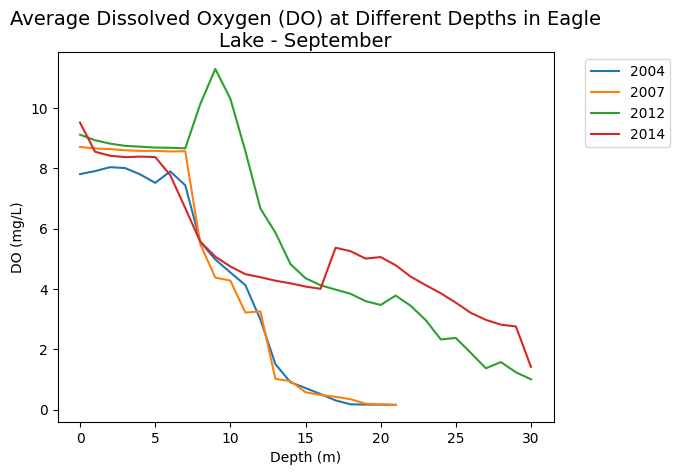 Average Dissolved Oxygen (DO) at Different Depths in Eagle
Lake - September
2004
2007
2012
2014
DO (mg/L)
10
8
6
4
2
0
0 5 10 15 20 25 30
Depth (m)